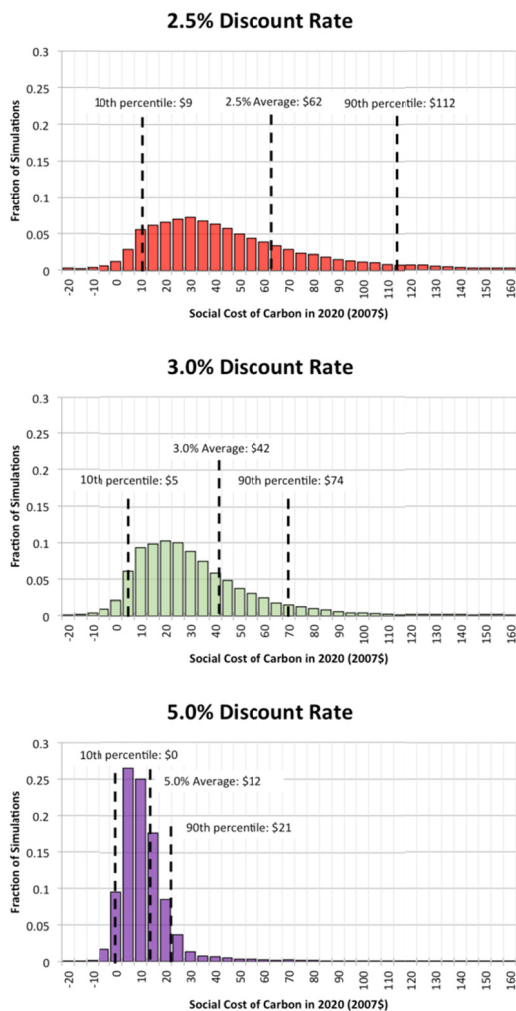 2.5% Discount Rate
0.3
0.25
0.2
0.15
0.1
0.05
0
Fraction of Simulations
10th percentile: $9
2.5% Average: $62
90th percentile: $112
-20 -10 0 10 20 30 40 50 60 70 80 90 100 110 120 130 140 150 160
Social Cost of Carbon in 2020 (2007$)
3.0% Discount Rate
0.3
0.25
0.2
0.15
0.1
0.05
0
Fraction of Simulations
3.0% Average: $42
10th percentile: $5
90th percentile: $74
-20 -10 0 10 20 30 40 50 60 70 80 90 100 110 120 130 140 150 160
Social Cost of Carbon in 2020 (2007$)
5.0% Discount Rate
0.3
0.25
0.2
0.15
0.1
0.05
0
Fraction of Simulations
10th percentile: $0
5.0% Average: $12
90th percentile: $21
-20 -10 0 10 20 30 40 50 60 70 80 90 100 110 120 130 140 150 160
Social Cost of Carbon in 2020 (2007$)